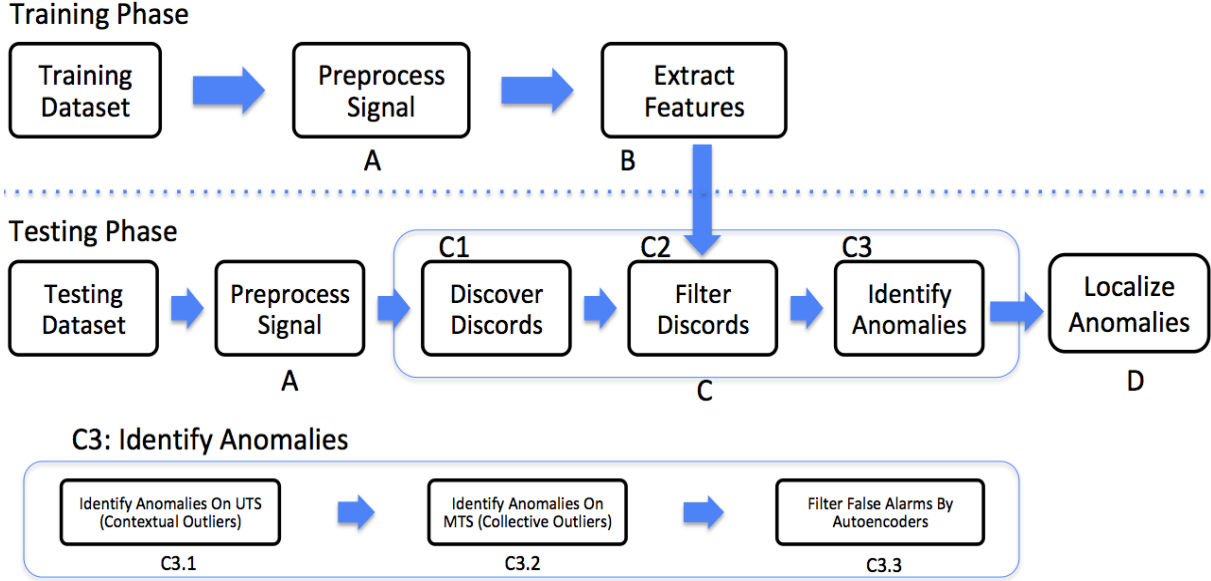 Training Phase
Training
Dataset
Preprocess
Signal
Extract
Features
A
B
Testing Phase
C1
C2
C3
Testing
Dataset
Preprocess
Signal
Discover
Discords
Filter
Discords
Identify
Anomalies
Localize
Anomalies
A
C
D
C3: Identify Anomalies
Identify Anomalies On UTS
(Contextual Outliers)
Identify Anomalies On
MTS (Collective Outliers)
Filter False Alarms By
Autoencoders
C3.1
C3.2
C3.3